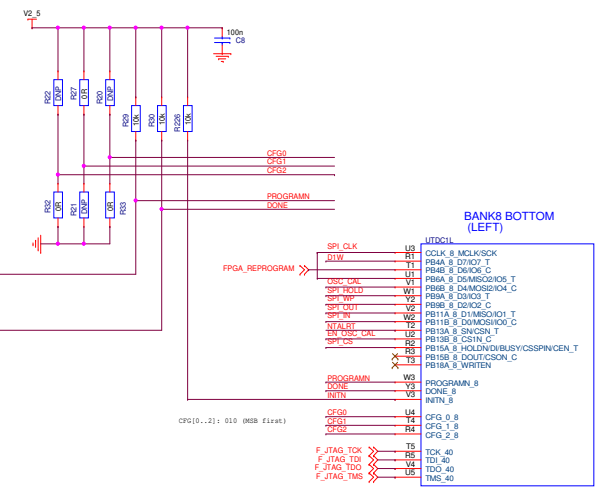 V2_5
100n
C8
R22
DNP
R27
0R
R20
DNP
R29
10k
R30
10k
R226
10k
CFG0
CFG1
CFG2
R32
0R
R21
DNP
0R
R33
PROGRAMN
DONE
BANK8 BOTTOM
(LEFT)
UTDC1L
SPI_CLK U3 CCLK_8_MCLK/SCK
D1W R1 PB4A_8_D7/IO7_T
FPGA_REPROGRAM T1 PB4B_8_D6/IO6_C
U1 PB6A_8_D5/MISO2/IO5_T
OSC_CAL V1 PB6B_8_D4/MOSI2/IO4_C
SPI_HOLD W1 PB9A_8_D3/IO3_T
SPI_WP Y2 PB9B_8_D2/IO2_C
SPI_OUT V2 PB11A_8_D1/MISO/IO1_T
SPI_IN W2 PB11B_8_D0/MOSI/IO0_C
NTALRT T2 PB13A_8_SN/CSN_T
EN_OSC_CAL U2 PB13B_8_CS1N_C
SPI_CS R2 PB15A_8_HOLDN/DI/BUSY/CSSPIN/CEN_T
R3 PB15B_8_DOUT/CSON_C
T3 PB18A_8_WRITEN
PROGRAMN W3 PROGRAMN_8
DONE Y3 DONE_8
INITN V3 INITN_8
CFG[0..2]: 010 (MSB first)
CFG0 U4 CFG_0_8
CFG1 T4 CFG_1_8
CFG2 R4 CFG_2_8
F_JTAG_TCK T5 TCK_40
F_JTAG_TDI R5 TDI_40
F_JTAG_TDO V4 TDO_40
F_JTAG_TMS U5 TMS_40